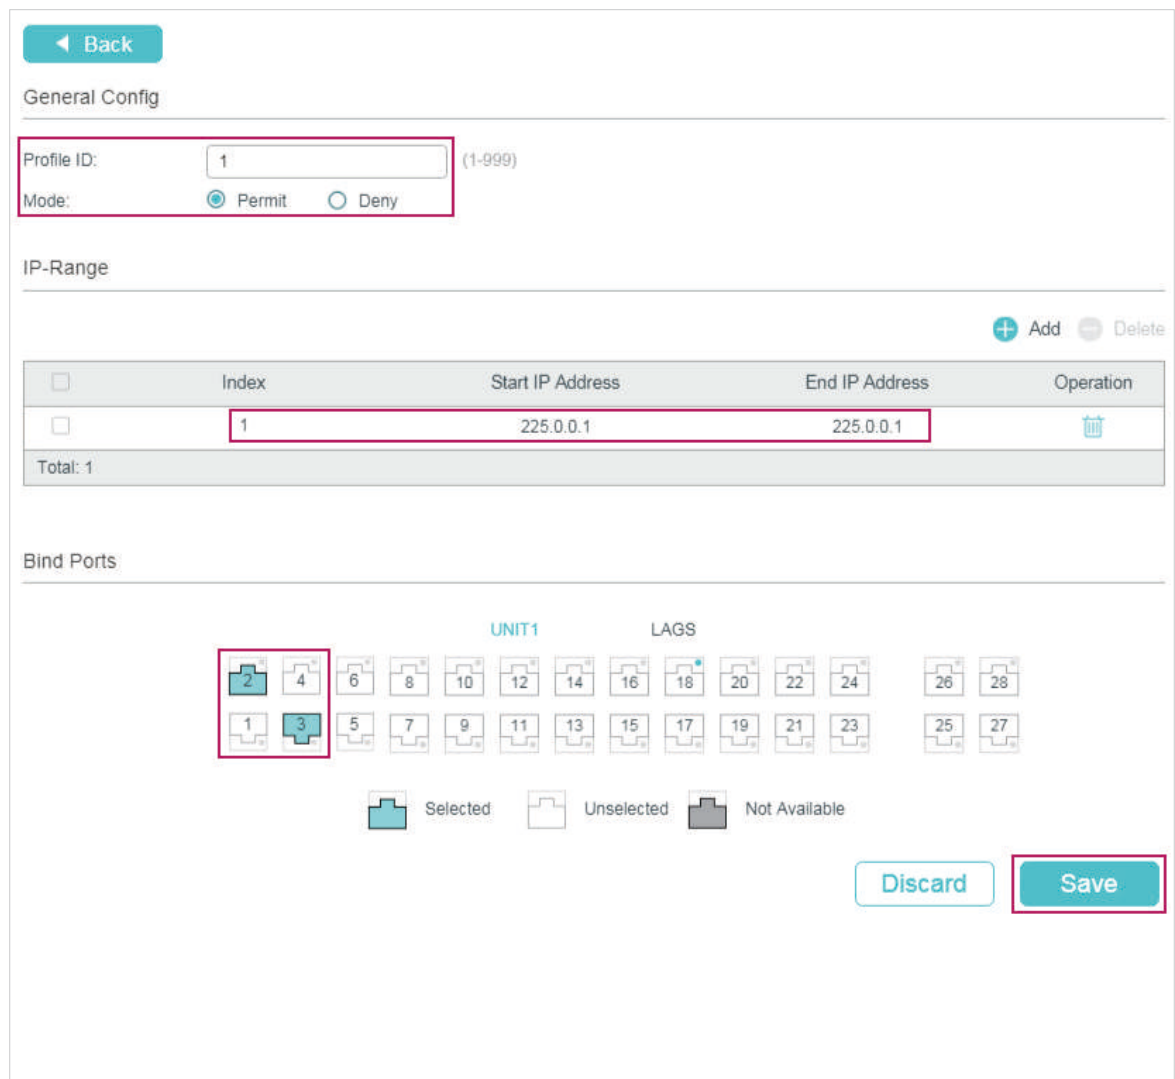 Back
General Config
Profile ID: 1 (1-999)
Mode: Permit Deny
IP-Range
Add Delete
Index Start IP Address End IP Address Operation
1 225.0.0.1 225.0.0.1
Total: 1
Bind Ports
UNIT1 LAGS
2 4 6 8 10 12 14 16 18 20 22 24 26 28
1 3 5 7 9 11 13 15 17 19 21 23 25 27
Selected Unselected Not Available
Discard Save